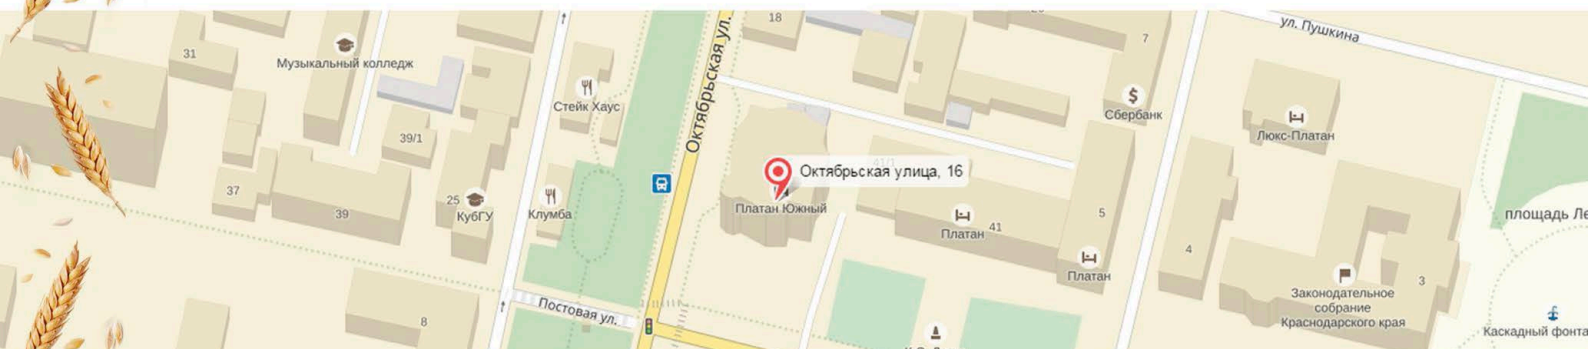 18
7
ул. Пушкина
31
Музыкальный колледж
Октябрьская ул.
Стейк Хаус
Сбербанк
Люкс-Платан
39/1
41/1
Октябрьская улица, 16
37
39
25
КубГУ
Клумба
Платан Южный
Платан
41
5
площадь Ле
4
Платан
3
Законодательное
собрание
Краснодарского края
Постовая ул.
8
Каскадный фонта